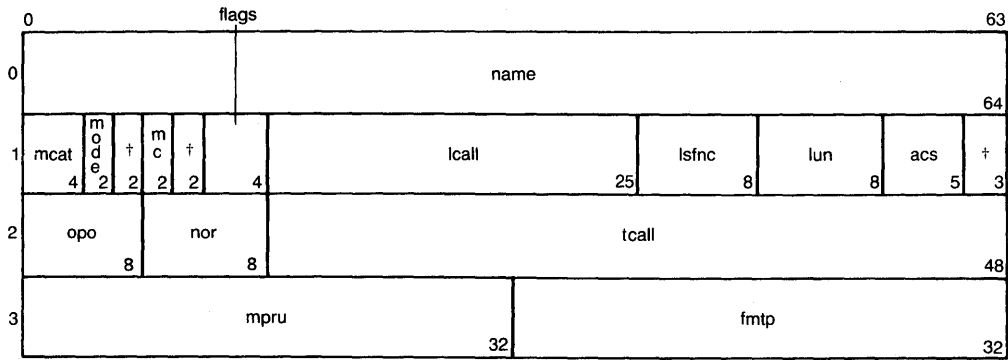 flags
0 63
0 name
64
1 mcat mode † mc † lcall lsfnc lun acs †
4 2 2 2 2 4 25 8 8 5 3
2 opo nor tcall
8 8 48
3 mpru fmtp
32 32